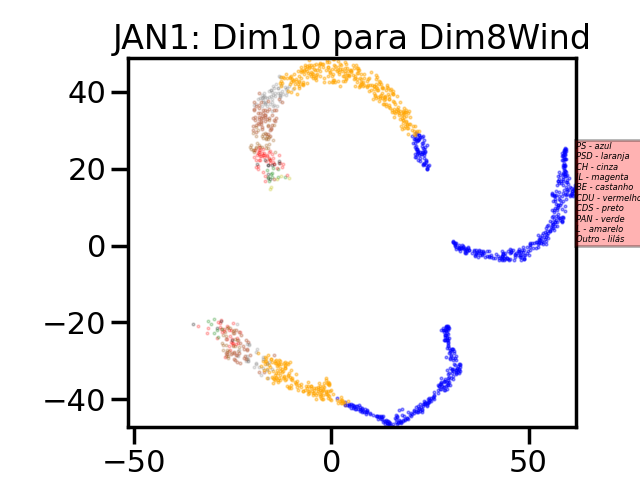 JAN1: Dim10 para Dim8Wind
40
20
0
−20
−40
−50
0
50
PS - azul
PSD - laranja
CH - cinza
IL - magenta
BE - castanho
CDU - vermelho
CDS - preto
PAN - verde
L - amarelo
Outro - lilás